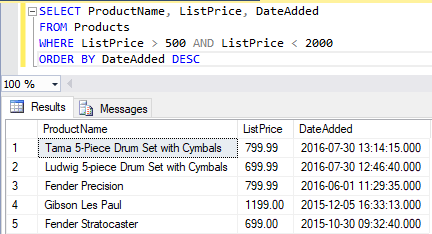 SELECT ProductName, ListPrice, DateAdded
FROM Products
WHERE ListPrice > 500 AND ListPrice < 2000
ORDER BY DateAdded DESC
100 %
Results Messages
ProductName ListPrice DateAdded
1 Tama 5-Piece Drum Set with Cymbals 799.99 2016-07-30 13:14:15.000
2 Ludwig 5-piece Drum Set with Cymbals 699.99 2016-07-30 12:46:40.000
3 Fender Precision 799.99 2016-06-01 11:29:35.000
4 Gibson Les Paul 1199.00 2015-12-05 16:33:13.000
5 Fender Stratocaster 699.00 2015-10-30 09:32:40.000